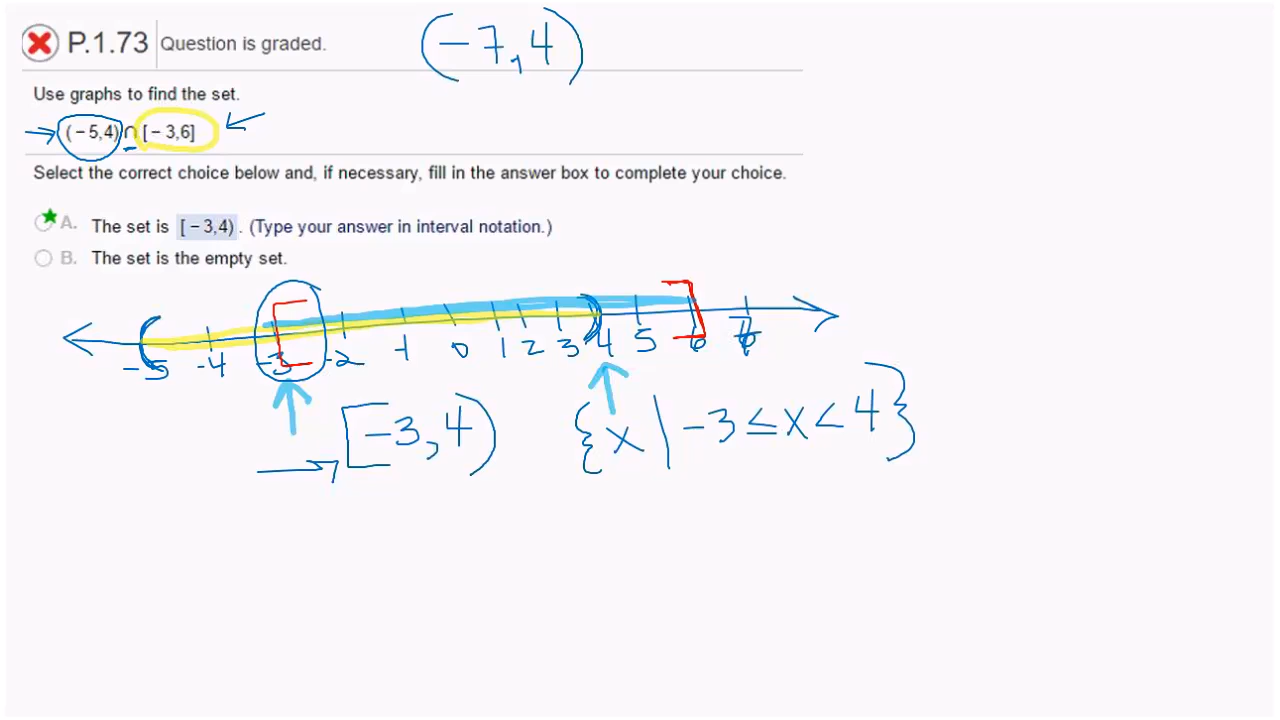 P.1.73 Question is graded. (-7,4)
Use graphs to find the set.
(-5,4) ∩ [-3,6]
Select the correct choice below and, if necessary, fill in the answer box to complete your choice.
A. The set is [-3,4). (Type your answer in interval notation.)
B. The set is the empty set.
-5 -4 -3 -2 -1 0 1 2 3 4 5 6
[-3,4) {x | -3 ≤ x < 4}